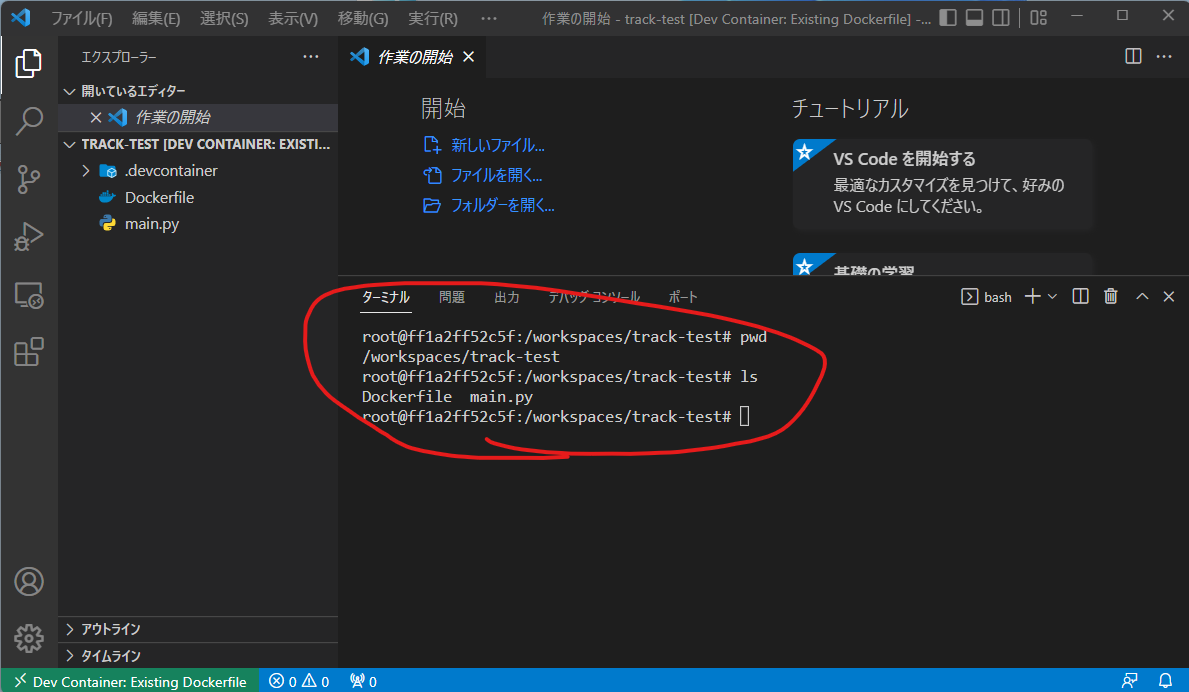 ファイル(F) 編集(E) 選択(S) 表示(V) 移動(G) 実行(R) ··· 作業の開始 - track-test [Dev Container: Existing Dockerfile] -...
エクスプローラー ···
開いているエディター
作業の開始
TRACK-TEST [DEV CONTAINER: EXISTI...
.devcontainer
Dockerfile
main.py
アウトライン
タイムライン
作業の開始
開始
新しいファイル...
ファイルを開く...
フォルダーを開く...
チュートリアル
VS Code を開始する
最適なカスタマイズを見つけて、好みの
VS Code にしてください。
基礎の学習
ターミナル 問題 出力 デバッグ コンソール ポート bash
root@ff1a2ff52c5f:/workspaces/track-test# pwd
/workspaces/track-test
root@ff1a2ff52c5f:/workspaces/track-test# ls
Dockerfile main.py
root@ff1a2ff52c5f:/workspaces/track-test#
Dev Container: Existing Dockerfile 0 0 0